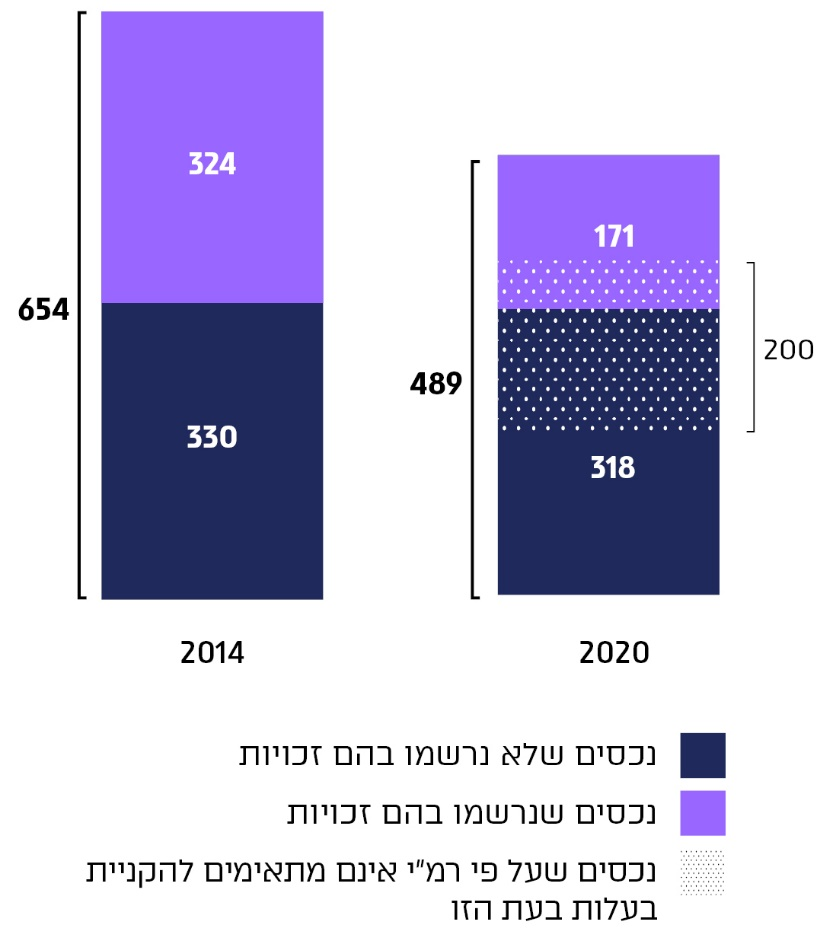 324
171
654
200
489
330
318
2014
2020
נכסים שלא נרשמו בהם זכויות
נכסים שנרשמו בהם זכויות
נכסים שעל פי רמ"י אינם מתאימים להקניית
בעלות בעת הזו